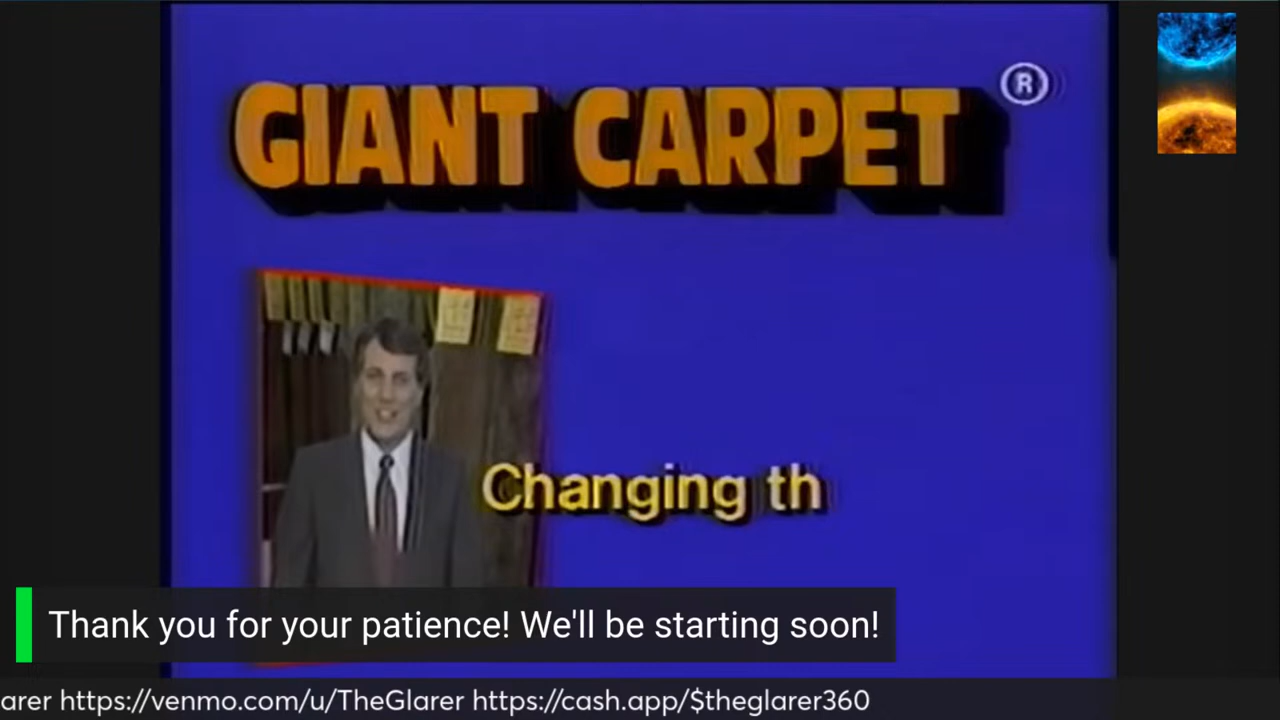 GIANT CARPET ®
Changing th
Thank you for your patience! We'll be starting soon!
arer https://venmo.com/u/TheGlarer https://cash.app/$theglarer360